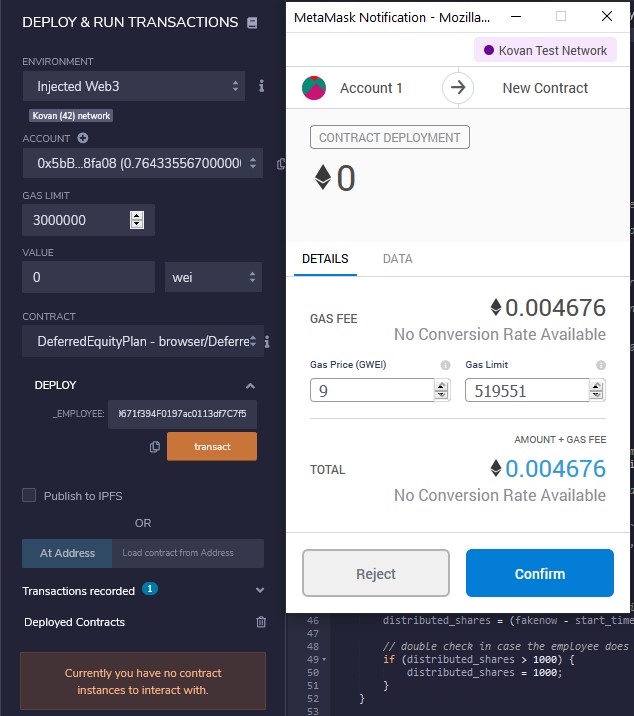 DEPLOY & RUN TRANSACTIONS
ENVIRONMENT
Injected Web3
Kovan (42) network
ACCOUNT
0x5bB...8fa08 (0.76433556700000(
GAS LIMIT
3000000
VALUE
0
wei
CONTRACT
DeferredEquityPlan - browser/Deferre
DEPLOY
_EMPLOYEE:
)671f394F0197ac0113df7C7f5
transact
Publish to IPFS
OR
At Address
Load contract from Address
Transactions recorded
1
Deployed Contracts
Currently you have no contract
instances to interact with.
MetaMask Notification - Mozilla...
Kovan Test Network
Account 1
New Contract
CONTRACT DEPLOYMENT
0
DETAILS
DATA
GAS FEE
0.004676
No Conversion Rate Available
Gas Price (GWEI)
Gas Limit
9
519551
AMOUNT + GAS FEE
TOTAL
0.004676
No Conversion Rate Available
Reject
Confirm
46 distributed_shares = (fakenow - start_time
47
48 // double check in case the employee does
49 if (distributed_shares > 1000) {
50 distributed_shares = 1000;
51 }
52 }
53